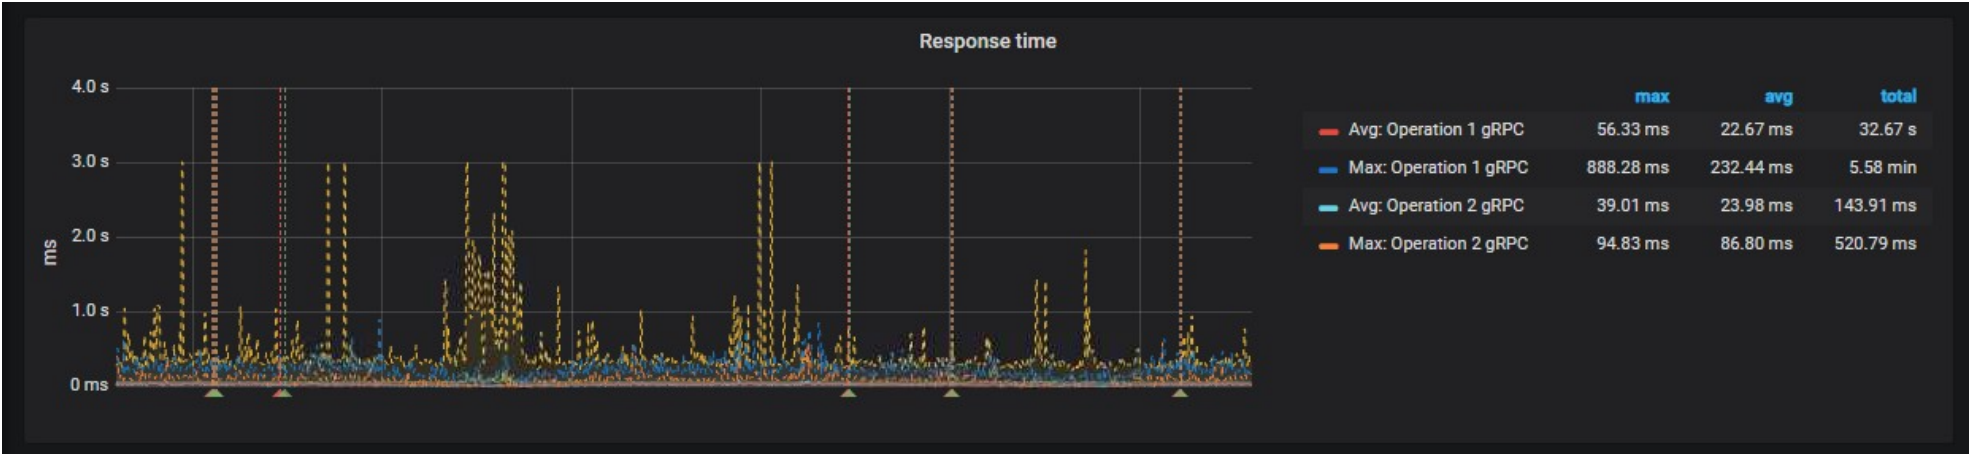 Response time
4.0 s
3.0 s
2.0 s
1.0 s
0 ms
ms
max avg total
Avg: Operation 1 gRPC 56.33 ms 22.67 ms 32.67 s
Max: Operation 1 gRPC 888.28 ms 232.44 ms 5.58 min
Avg: Operation 2 gRPC 39.01 ms 23.98 ms 143.91 ms
Max: Operation 2 gRPC 94.83 ms 86.80 ms 520.79 ms